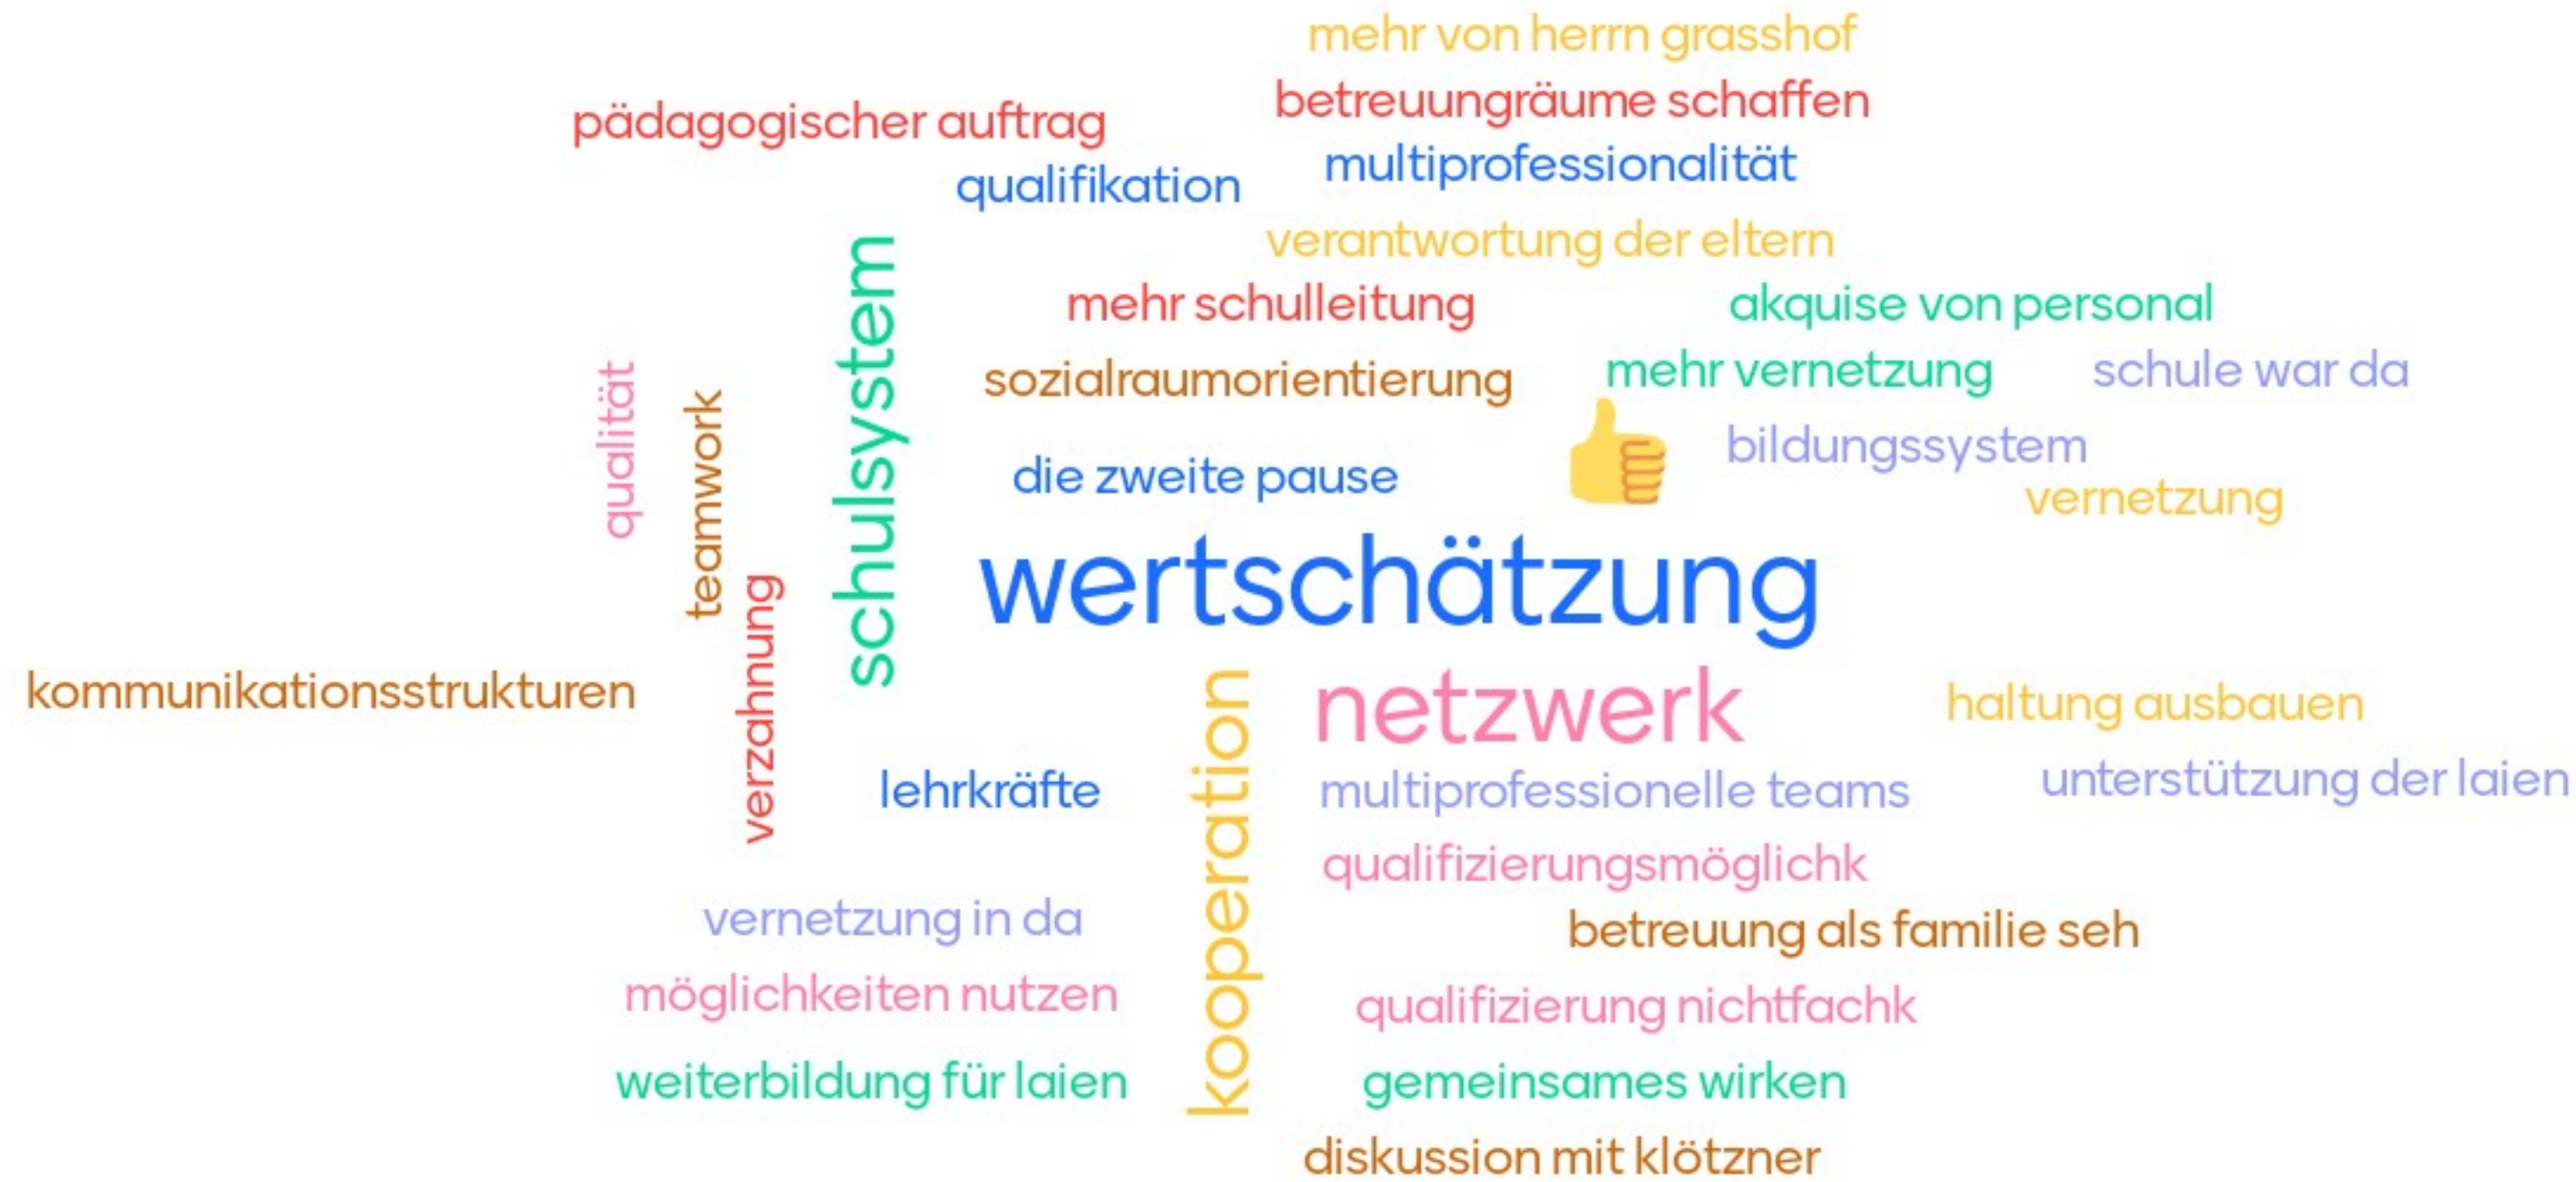 mehr von herrn grasshof
betreuungräume schaffen
pädagogischer auftrag
multiprofessionalität
qualifikation
verantwortung der eltern
mehr schulleitung
akquise von personal
schulsystem
sozialraumorientierung
mehr vernetzung
schule war da
qualität
teamwork
die zweite pause
bildungssystem
vernetzung
wertschätzung
verzahnung
kommunikationsstrukturen
netzwerk
haltung ausbauen
kooperation
lehrkräfte
multiprofessionelle teams
unterstützung der laien
qualifizierungsmöglichk
vernetzung in da
betreuung als familie seh
möglichkeiten nutzen
qualifizierung nichtfachk
weiterbildung für laien
gemeinsames wirken
diskussion mit klötzner